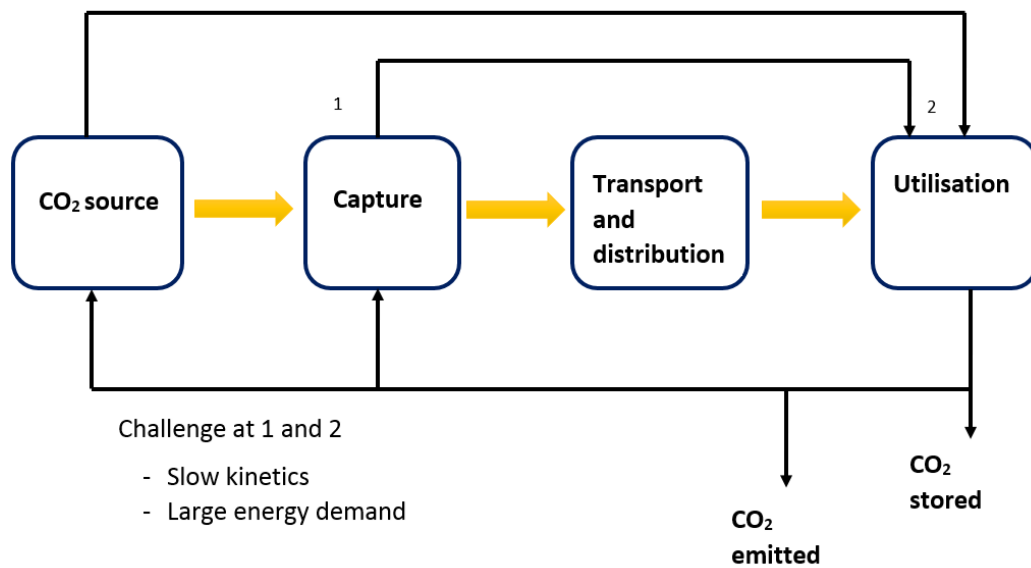 1
2
CO₂ source
Capture
Transport
and
distribution
Utilisation
Challenge at 1 and 2
- Slow kinetics
- Large energy demand
CO₂
emitted
CO₂
stored